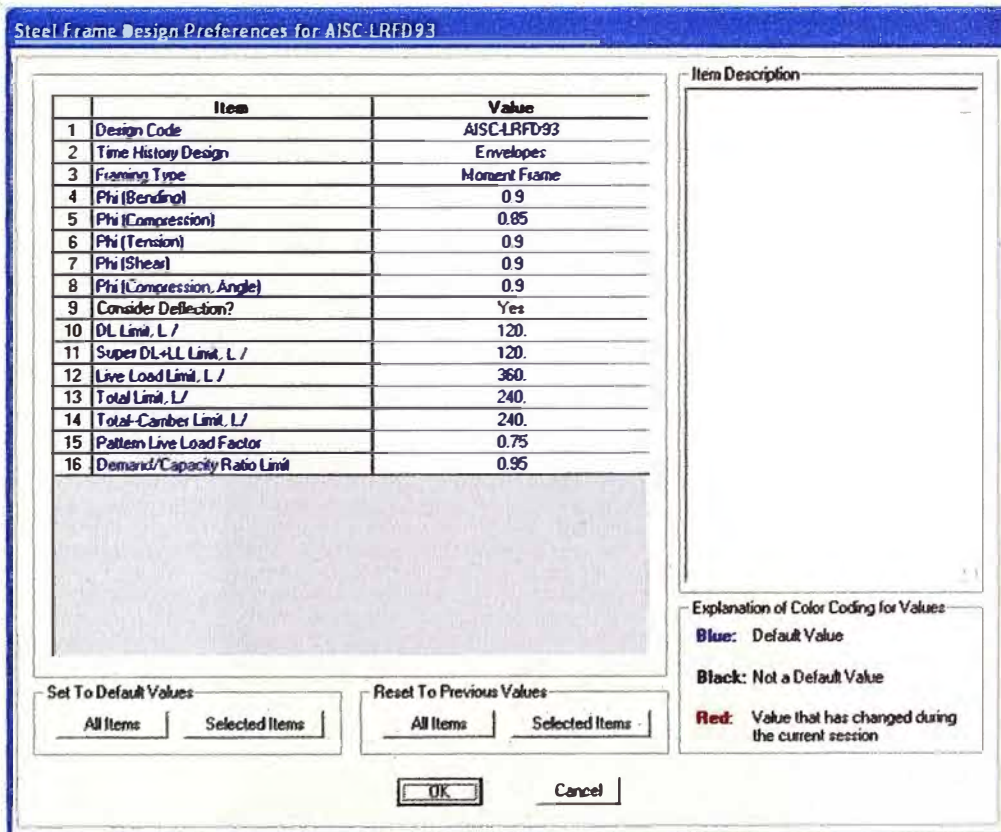 Steel Frame Design Preferences for AISC-LRFD93
Item Value
1 Design Code AISC-LRFD93
2 Time History Design Envelopes
3 Framing Type Moment Frame
4 Phi (Bending) 0.9
5 Phi (Compression) 0.85
6 Phi (Tension) 0.9
7 Phi (Shear) 0.9
8 Phi (Compression, Angle) 0.9
9 Consider Deflection? Yes
10 DL Limit, L / 120.
11 Super DL+LL Limit, L / 120.
12 Live Load Limit, L / 360.
13 Total Limit, L/ 240.
14 Total-Camber Limit, L/ 240.
15 Pattern Live Load Factor 0.75
16 Demand/Capacity Ratio Limit 0.95
Set To Default Values
All Items Selected Items
Reset To Previous Values
All Items Selected Items
Item Description
Explanation of Color Coding for Values
Blue: Default Value
Black: Not a Default Value
Red: Value that has changed during
the current session
OK Cancel